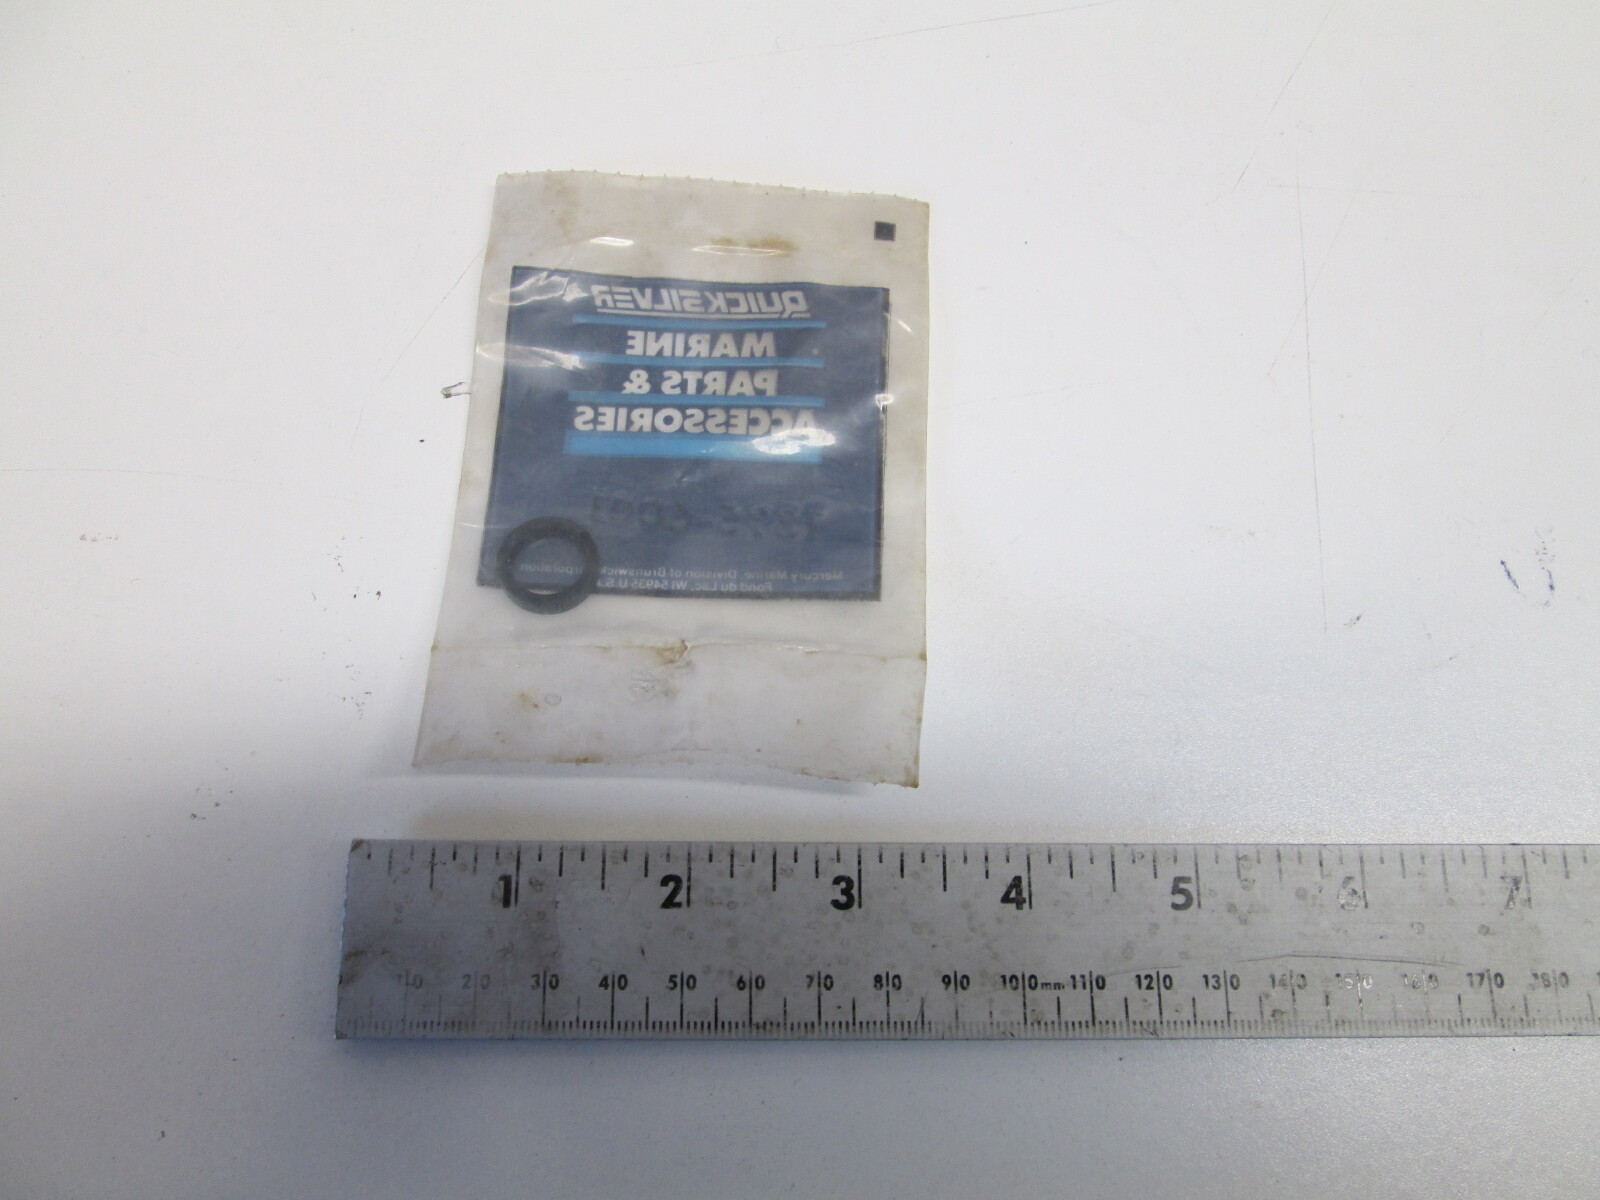 QUICKSILVER
MARINE
PARTS &
ACCESSORIES
Mercury Marine, Division of Brunswick Corporation
Fond du Lac, WI 54935 U.S.A.
1 2 3 4 5 6 7
10 20 30 40 50 60 70 80 90 100mm 110 120 130 140 150 160 170 180